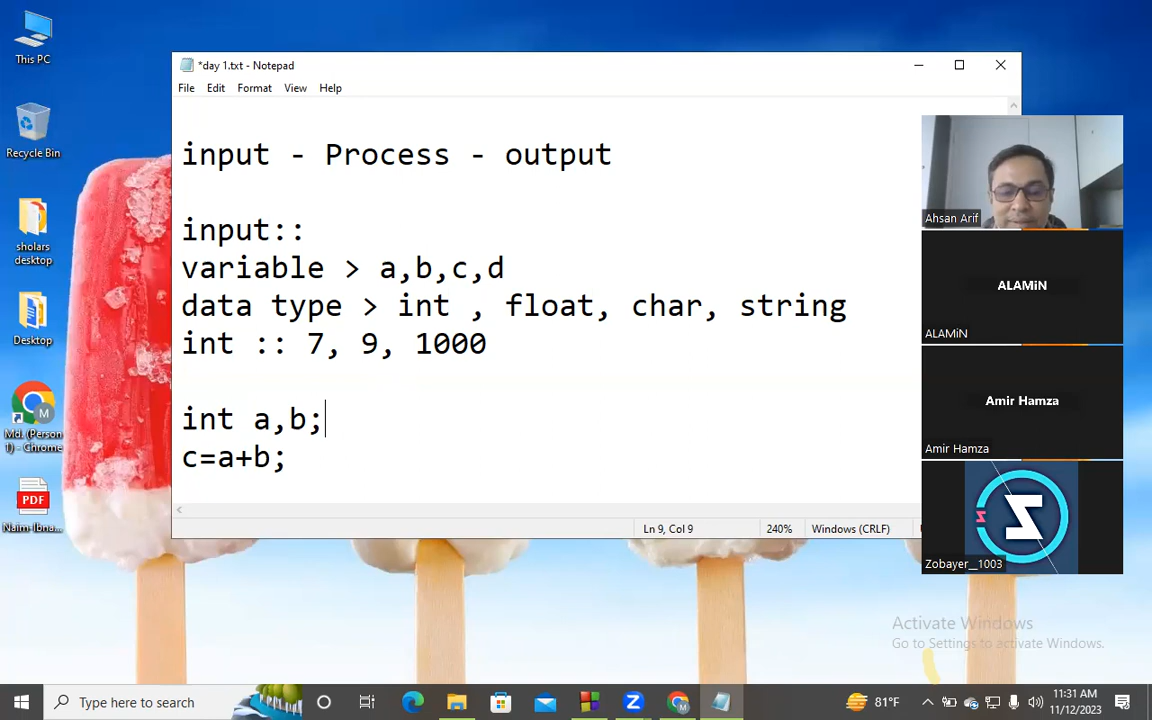 This PC
Recycle Bin
sholars
desktop
Desktop
Md. (Person
1) - Chrome
PDF
Naim-Ibna...
*day 1.txt - Notepad
File Edit Format View Help
input - Process - output
input::
variable > a,b,c,d
data type > int , float, char, string
int :: 7, 9, 1000
int a,b;
c=a+b;
Ln 9, Col 9 240% Windows (CRLF)
Ahsan Arif
ALAMiN
ALAMiN
Amir Hamza
Amir Hamza
Zobayer__1003
Activate Windows
Go to Settings to activate Windows.
Type here to search
81°F
11:31 AM
11/12/2023